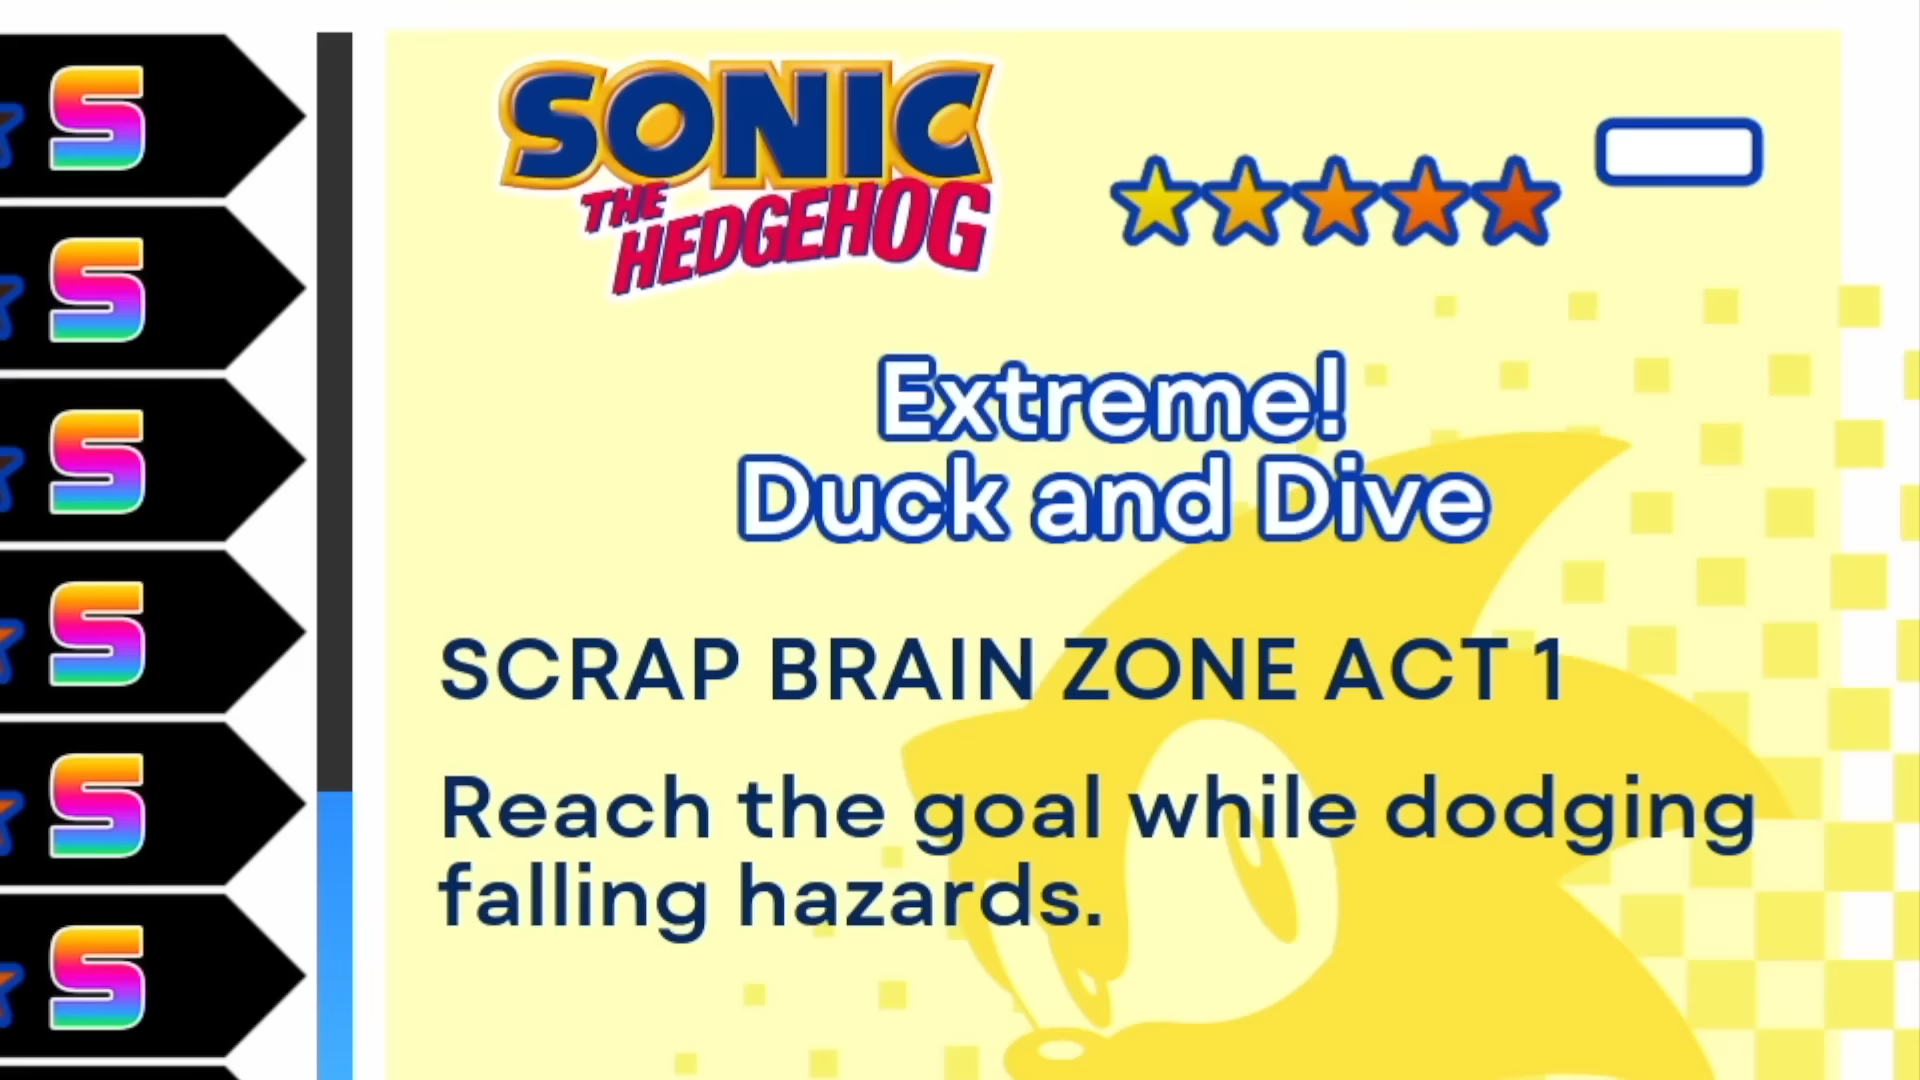 S
S
S
S
S
S
SONIC
THE
HEDGEHOG
Extreme!
Duck and Dive
SCRAP BRAIN ZONE ACT 1
Reach the goal while dodging
falling hazards.